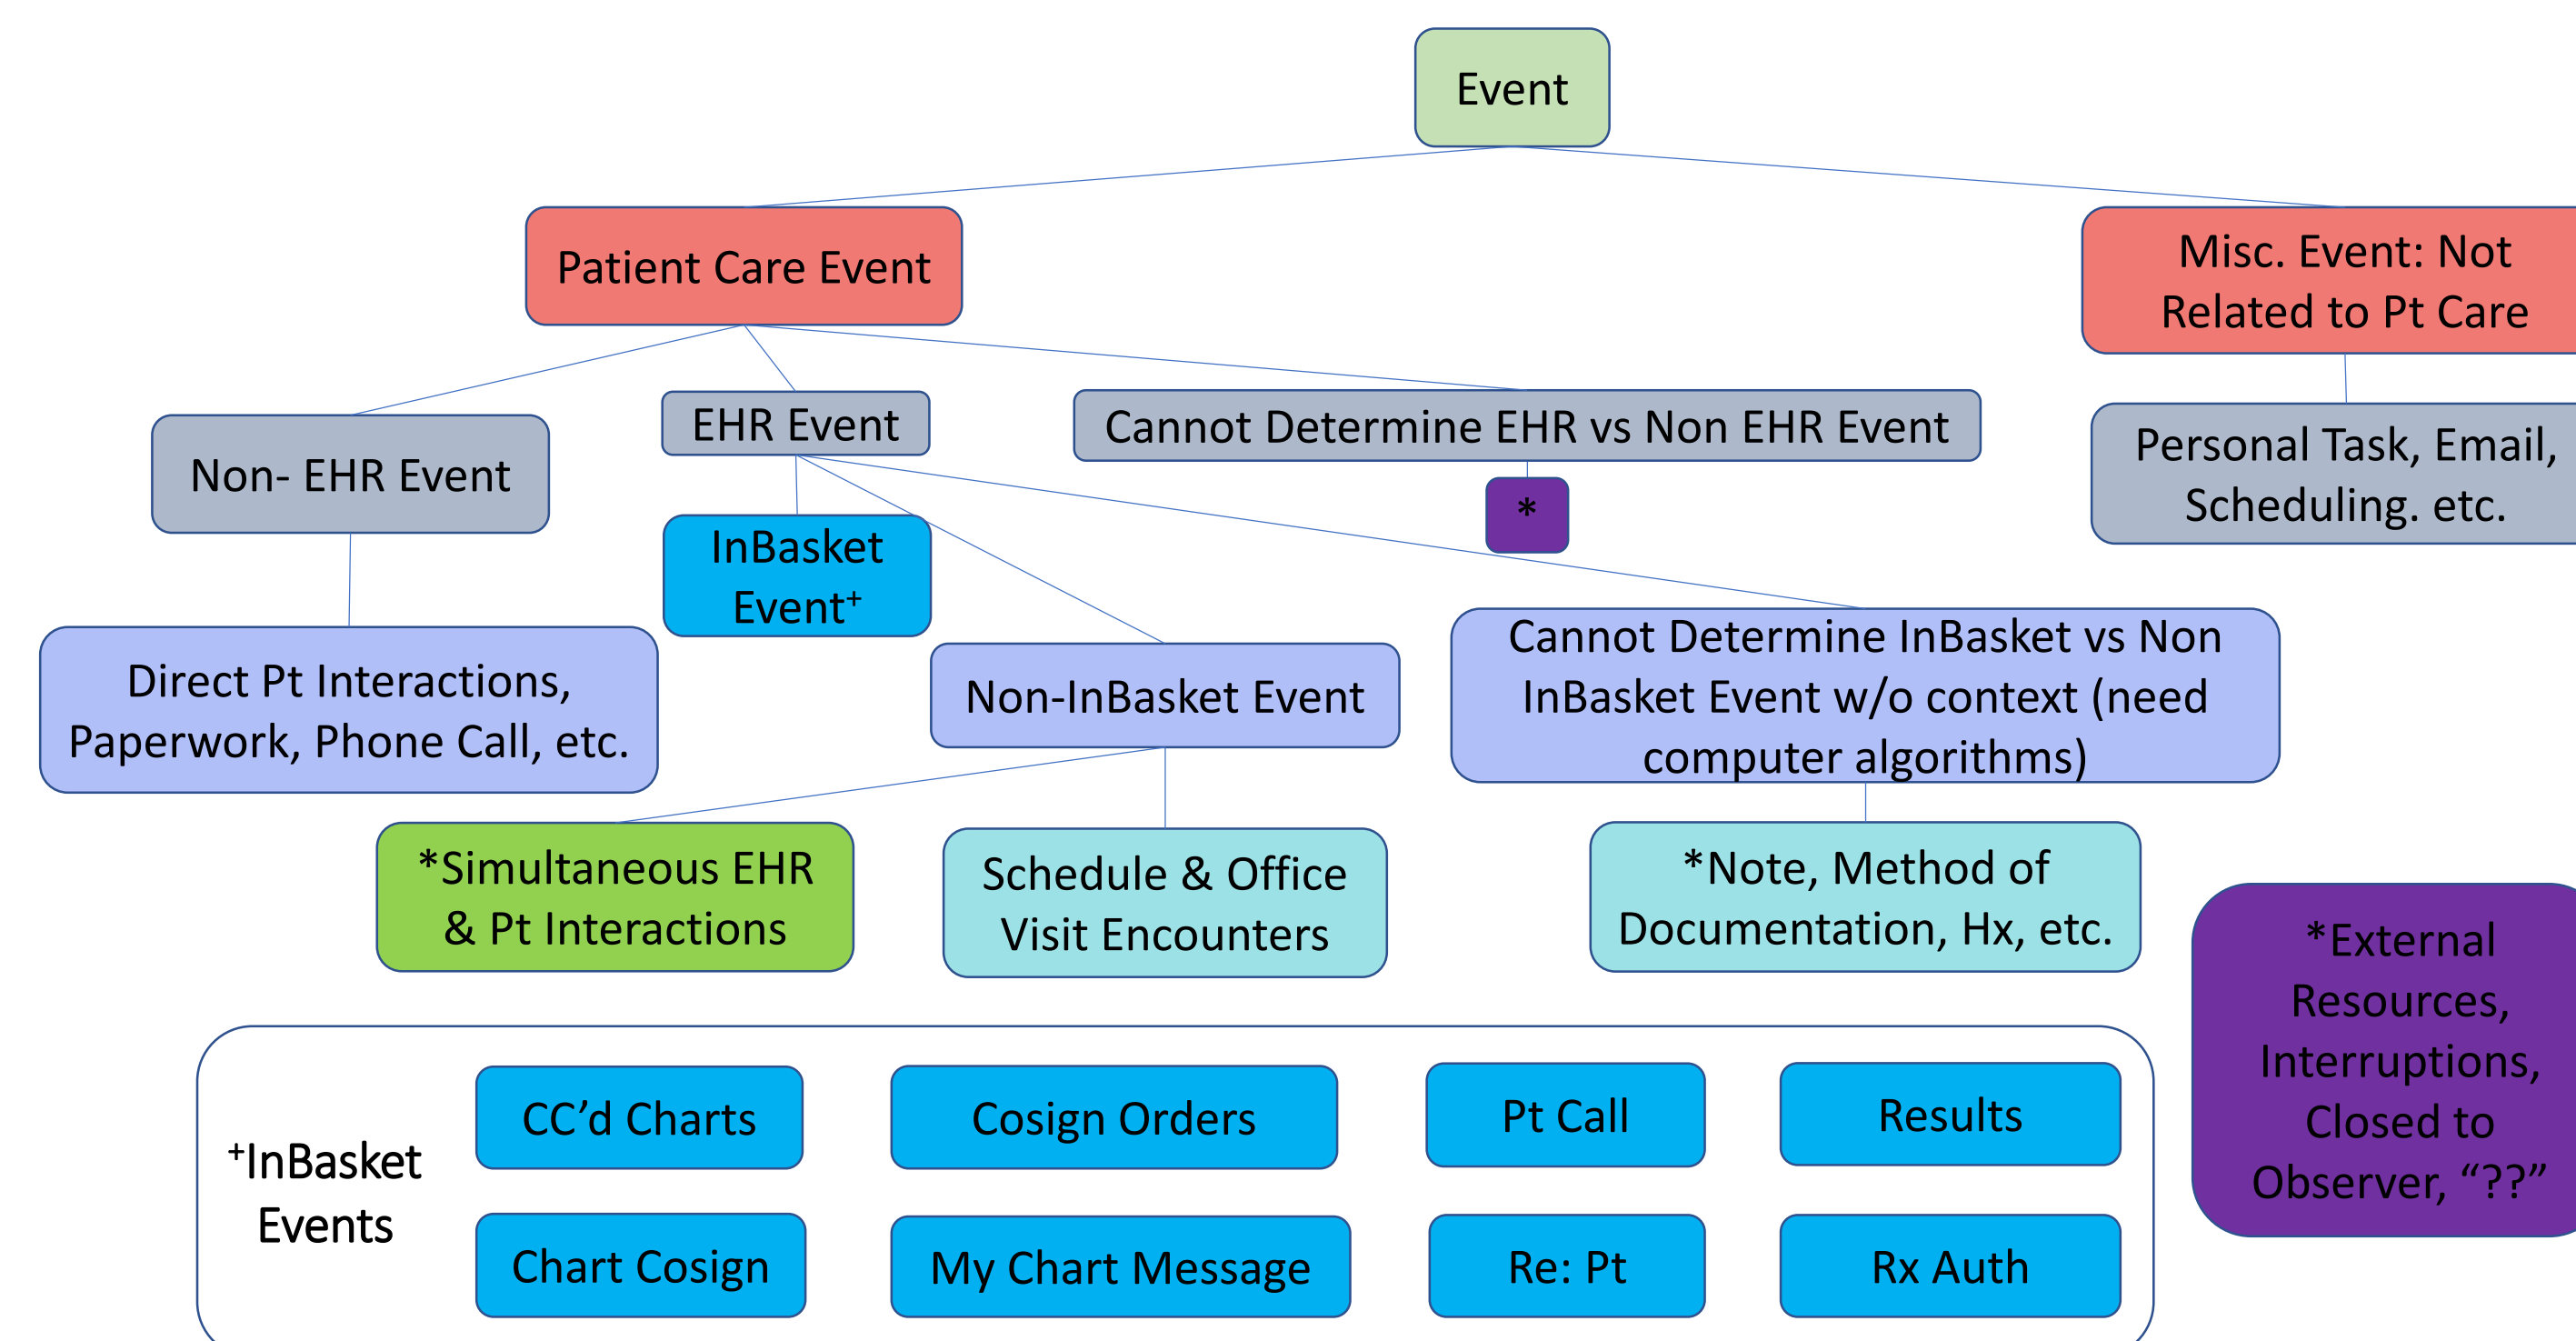 Event
Patient Care Event
Misc. Event: Not
Related to Pt Care
Non- EHR Event
EHR Event
Cannot Determine EHR vs Non EHR Event
*
Personal Task, Email,
Scheduling. etc.
InBasket
Event⁺
Direct Pt Interactions,
Paperwork, Phone Call, etc.
Non-InBasket Event
Cannot Determine InBasket vs Non
InBasket Event w/o context (need
computer algorithms)
*Simultaneous EHR
& Pt Interactions
Schedule & Office
Visit Encounters
*Note, Method of
Documentation, Hx, etc.
*External
Resources,
Interruptions,
Closed to
Observer, “??”
⁺InBasket
Events
CC’d Charts
Cosign Orders
Pt Call
Results
Chart Cosign
My Chart Message
Re: Pt
Rx Auth